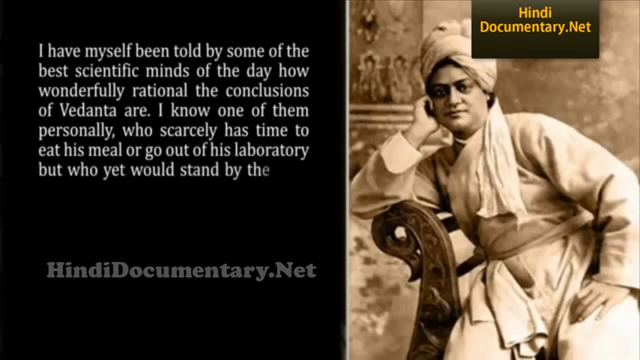 Hindi
Documentary.Net
I have myself been told by some of the
best scientific minds of the day how
wonderfully rational the conclusions
of Vedanta are. I know one of them
personally, who scarcely has time to
eat his meal or go out of his laboratory
but who yet would stand by the
HindiDocumentary.Net